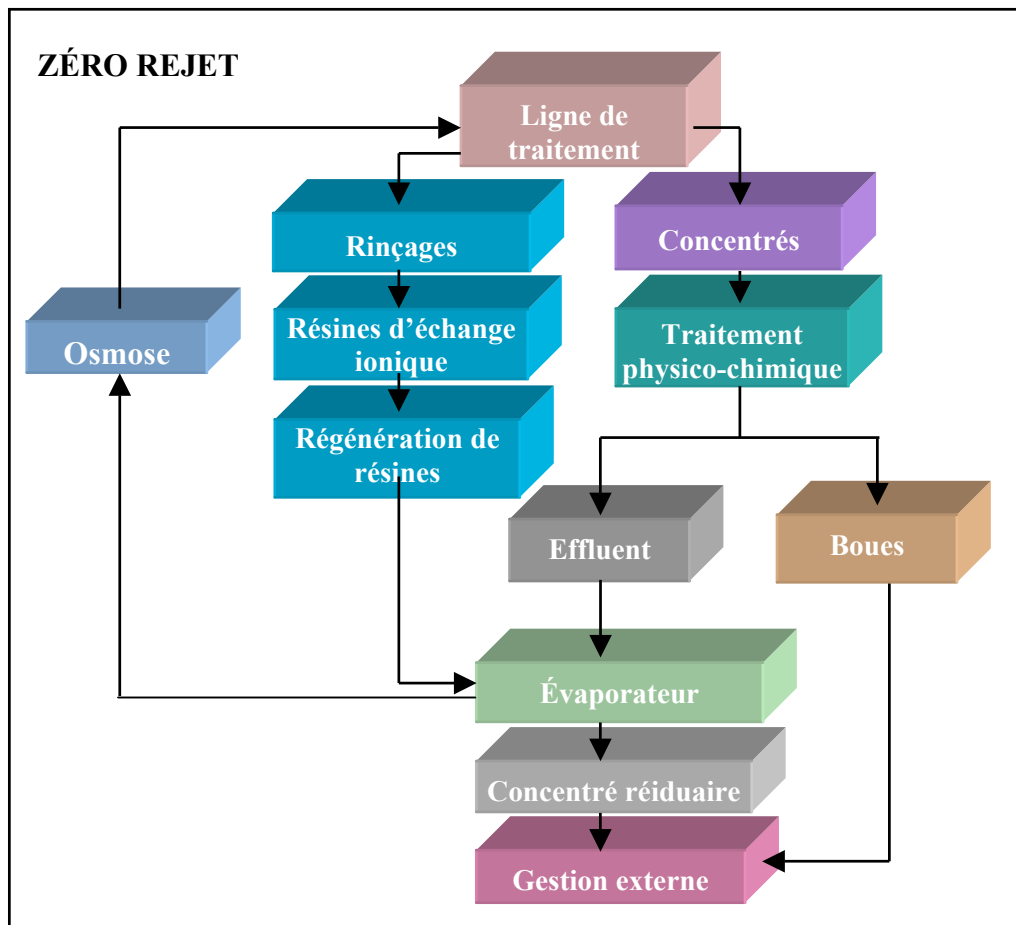 ZÉRO REJET
Ligne de
traitement
Rinçages
Concentrés
Résines d’échange
ionique
Traitement
physico-chimique
Osmose
Régénération de
résines
Effluent
Boues
Évaporateur
Concentré réiduaire
Gestion externe